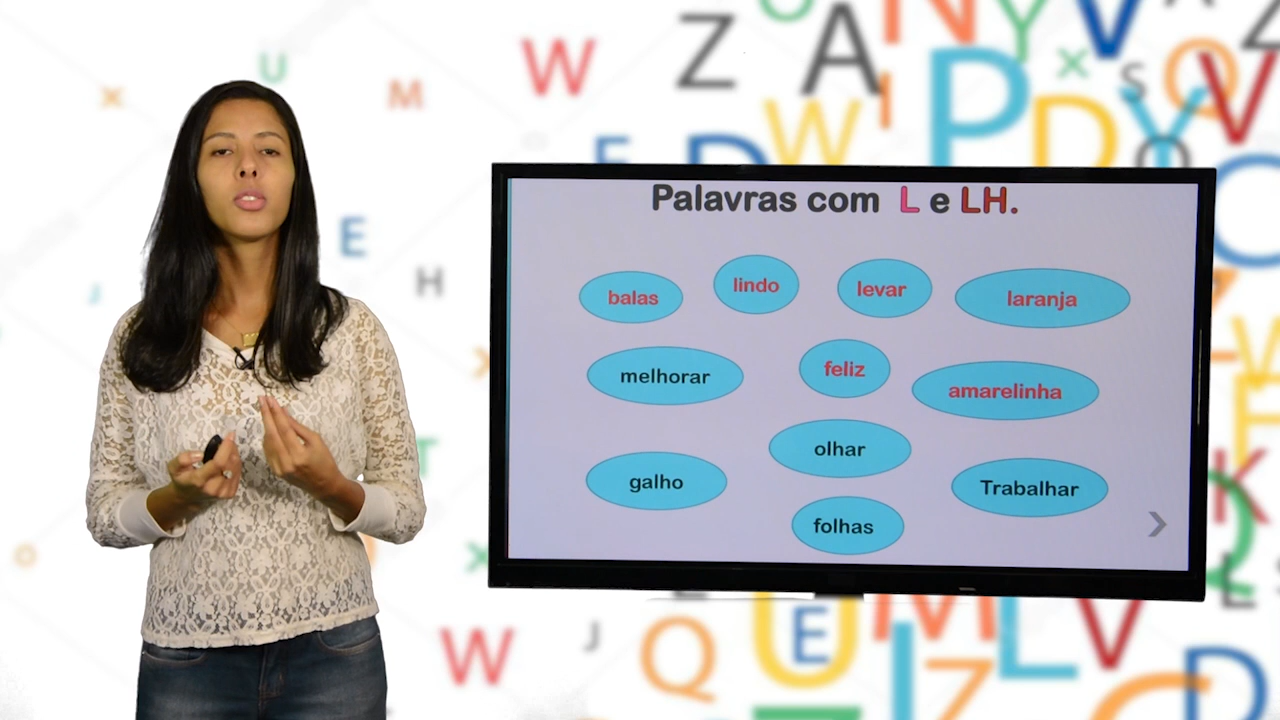 Palavras com L e LH.
balas
lindo
levar
laranja
melhorar
feliz
amarelinha
olhar
galho
Trabalhar
folhas